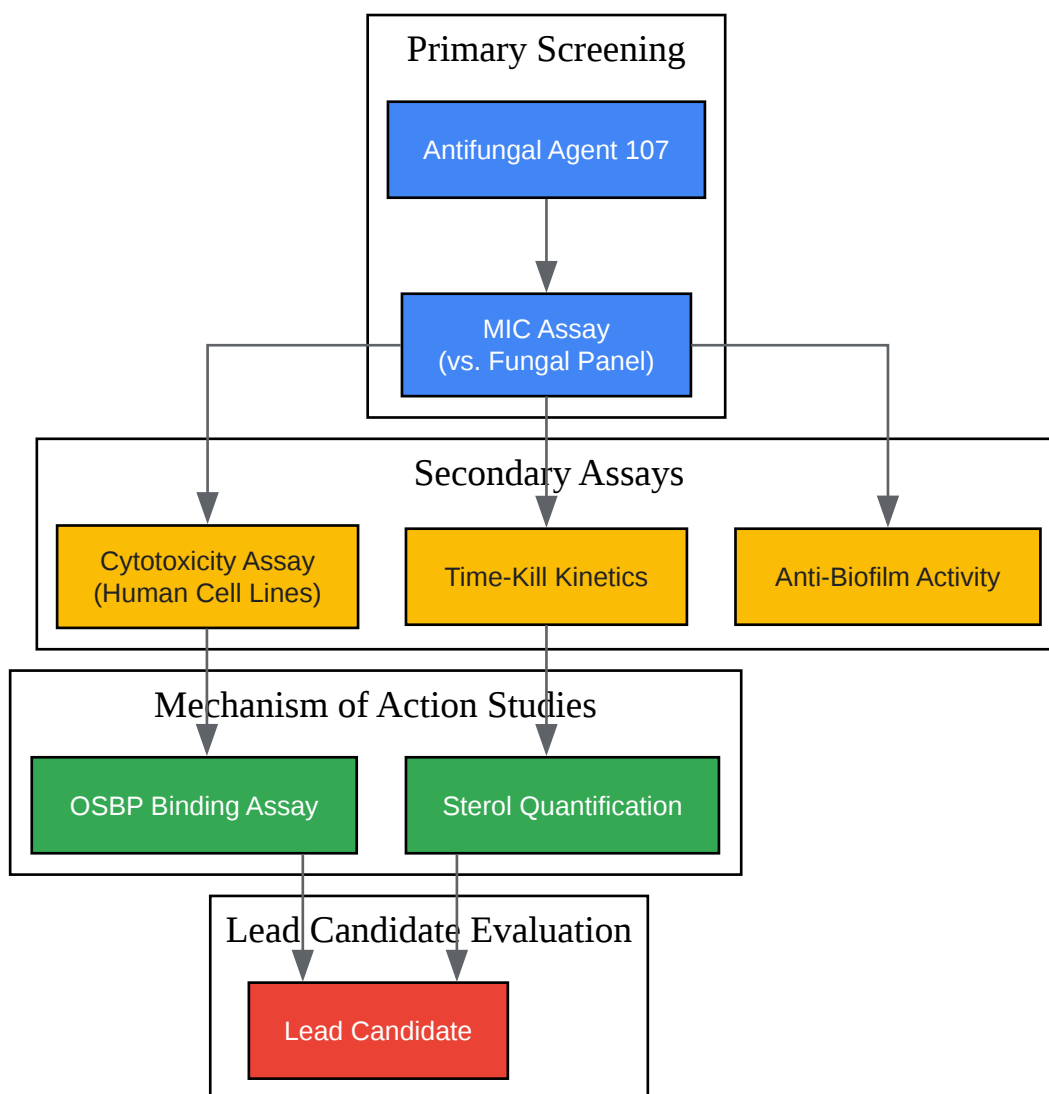 Primary Screening
Antifungal Agent 107
MIC Assay
(vs. Fungal Panel)
Secondary Assays
Cytotoxicity Assay
(Human Cell Lines)
Time-Kill Kinetics
Anti-Biofilm Activity
Mechanism of Action Studies
OSBP Binding Assay
Sterol Quantification
Lead Candidate Evaluation
Lead Candidate